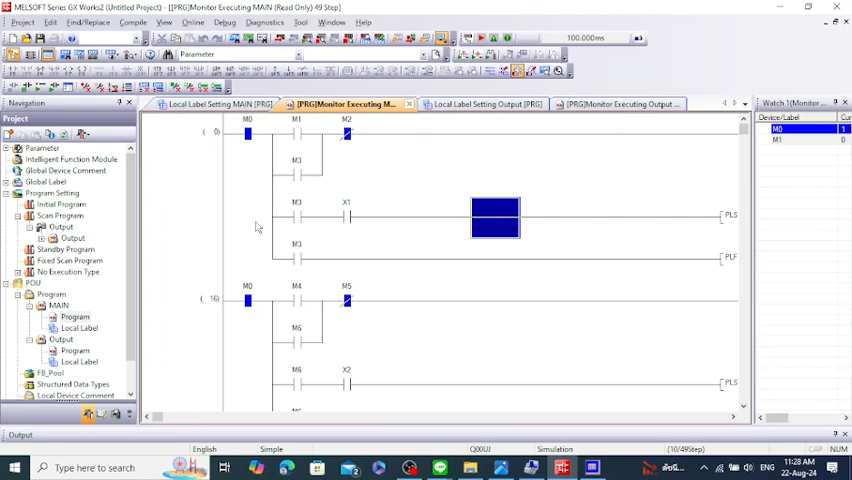 MELSOFT Series GX Works2 (Untitled Project) - [[PRG]Monitor Executing MAIN (Read Only) 49 Step]
Project Edit Find/Replace Compile View Online Debug Diagnostics Tool Window Help
100.000ms
Parameter
Navigation
Local Label Setting MAIN [PRG]
[PRG]Monitor Executing M...
Local Label Setting Output [PRG]
[PRG]Monitor Executing Output ...
Watch 1(Monitor
Project
Device/Label Cur
M0 1
M1 0
Parameter
Intelligent Function Module
Global Device Comment
Global Label
Program Setting
Initial Program
Scan Program
Output
Output
Standby Program
Fixed Scan Program
No Execution Type
POU
Program
MAIN
Program
Local Label
Output
Program
Local Label
FB_Pool
Structured Data Types
Local Device Comment
M0 M1 M2
( 0)
M3
M3 X1
PLS
M3
PLF
M0 M4 M5
( 16)
M6
M6 X2
PLS
Output
English Simple Q00UJ Simulation (10/49Step) CAP NUM
Type here to search
ENG
11:28 AM
22-Aug-24